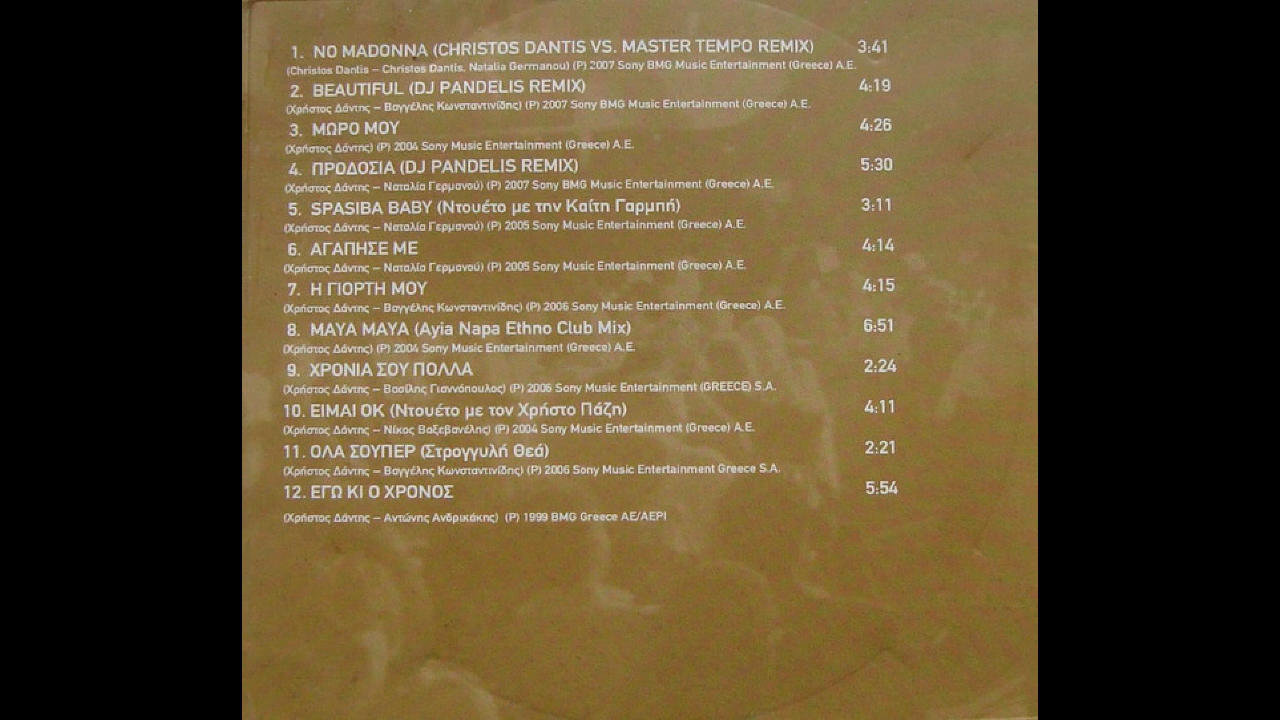 1. NO MADONNA (CHRISTOS DANTIS VS. MASTER TEMPO REMIX) 3:41
(Christos Dantis – Christos Dantis, Natalia Germanou) (P) 2007 Sony BMG Music Entertainment (Greece) A.E.
2. BEAUTIFUL (DJ PANDELIS REMIX) 4:19
(Χρήστος Δάντης – Βαγγέλης Κωνσταντινίδης) (P) 2007 Sony BMG Music Entertainment (Greece) A.E.
3. ΜΩΡΟ ΜΟΥ 4:26
(Χρήστος Δάντης) (P) 2004 Sony Music Entertainment (Greece) A.E.
4. ΠΡΟΔΟΣΙΑ (DJ PANDELIS REMIX) 5:30
(Χρήστος Δάντης – Ναταλία Γερμανού) (P) 2007 Sony BMG Music Entertainment (Greece) A.E.
5. SPASIBA BABY (Ντουέτο με την Καίτη Γαρμπή) 3:11
(Χρήστος Δάντης – Ναταλία Γερμανού) (P) 2005 Sony Music Entertainment (Greece) A.E.
6. ΑΓΑΠΗΣΕ ΜΕ 4:14
(Χρήστος Δάντης – Ναταλία Γερμανού) (P) 2005 Sony Music Entertainment (Greece) A.E.
7. Η ΓΙΟΡΤΗ ΜΟΥ 4:15
(Χρήστος Δάντης – Βαγγέλης Κωνσταντινίδης) (P) 2006 Sony Music Entertainment (Greece) A.E.
8. MAYA MAYA (Ayia Napa Ethno Club Mix) 6:51
(Χρήστος Δάντης) (P) 2004 Sony Music Entertainment (Greece) A.E.
9. ΧΡΟΝΙΑ ΣΟΥ ΠΟΛΛΑ 2:24
(Χρήστος Δάντης – Βασίλης Γιαννόπουλος) (P) 2005 Sony Music Entertainment (GREECE) S.A.
10. ΕΙΜΑΙ ΟΚ (Ντουέτο με τον Χρήστο Πάζη) 4:11
(Χρήστος Δάντης – Νίκος Βαξεβανέλης) (P) 2004 Sony Music Entertainment (Greece) A.E.
11. ΟΛΑ ΣΟΥΠΕΡ (Στρογγυλή Θεά) 2:21
(Χρήστος Δάντης – Βαγγέλης Κωνσταντινίδης) (P) 2006 Sony Music Entertainment Greece S.A.
12. ΕΓΩ ΚΙ Ο ΧΡΟΝΟΣ 5:54
(Χρήστος Δάντης – Αντώνης Ανδρικάκης) (P) 1999 BMG Greece AE/AEPI